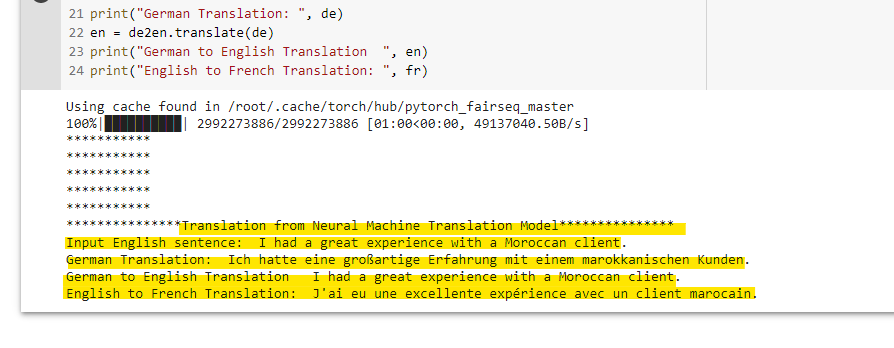 21 print("German Translation: ", de)
22 en = de2en.translate(de)
23 print("German to English Translation  ", en)
24 print("English to French Translation: ", fr)
Using cache found in /root/.cache/torch/hub/pytorch_fairseq_master
100%|██████████| 2992273886/2992273886 [01:00<00:00, 49137040.50B/s]
***********
***********
***********
***********
***********
***************Translation from Neural Machine Translation Model***************
Input English sentence:  I had a great experience with a Moroccan client.
German Translation:  Ich hatte eine großartige Erfahrung mit einem marokkanischen Kunden.
German to English Translation   I had a great experience with a Moroccan client.
English to French Translation:  J'ai eu une excellente expérience avec un client marocain.